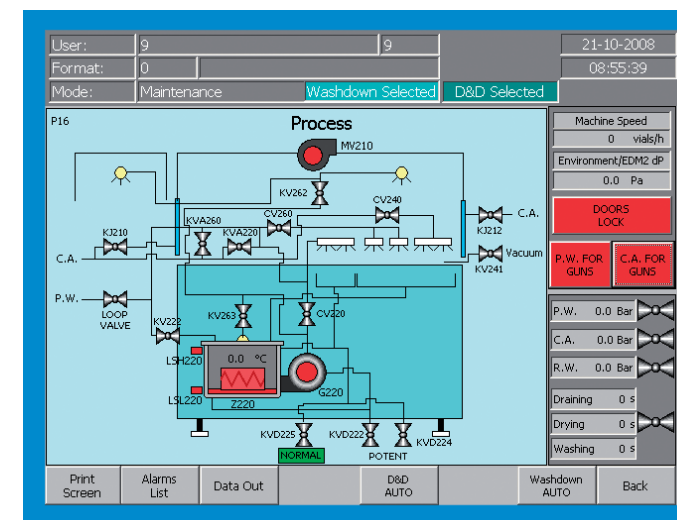 User: 9 9 21-10-2008
Format: 0 08:55:39
Mode: Maintenance Washdown Selected D&D Selected
P16 Process
MV210
Machine Speed
0 vials/h
Environment/EDM2 dP
0.0 Pa
DOORS
LOCK
P.W. FOR
GUNS
C.A. FOR
GUNS
KV262
CV240
KVA260
CV260
C.A.
KJ210
KVA220
KJ212
C.A.
Vacuum
KV241
P.W.
LOOP
VALVE
KV222
KV263
CV220
LSH220
0.0 °C
LSL220
Z220
G220
KVD225
KVD222
KVD224
NORMAL
POTENT
P.W. 0.0 Bar
C.A. 0.0 Bar
R.W. 0.0 Bar
Draining 0 s
Drying 0 s
Washing 0 s
Print
Screen
Alarms
List
Data Out
D&D
AUTO
Washdown
AUTO
Back